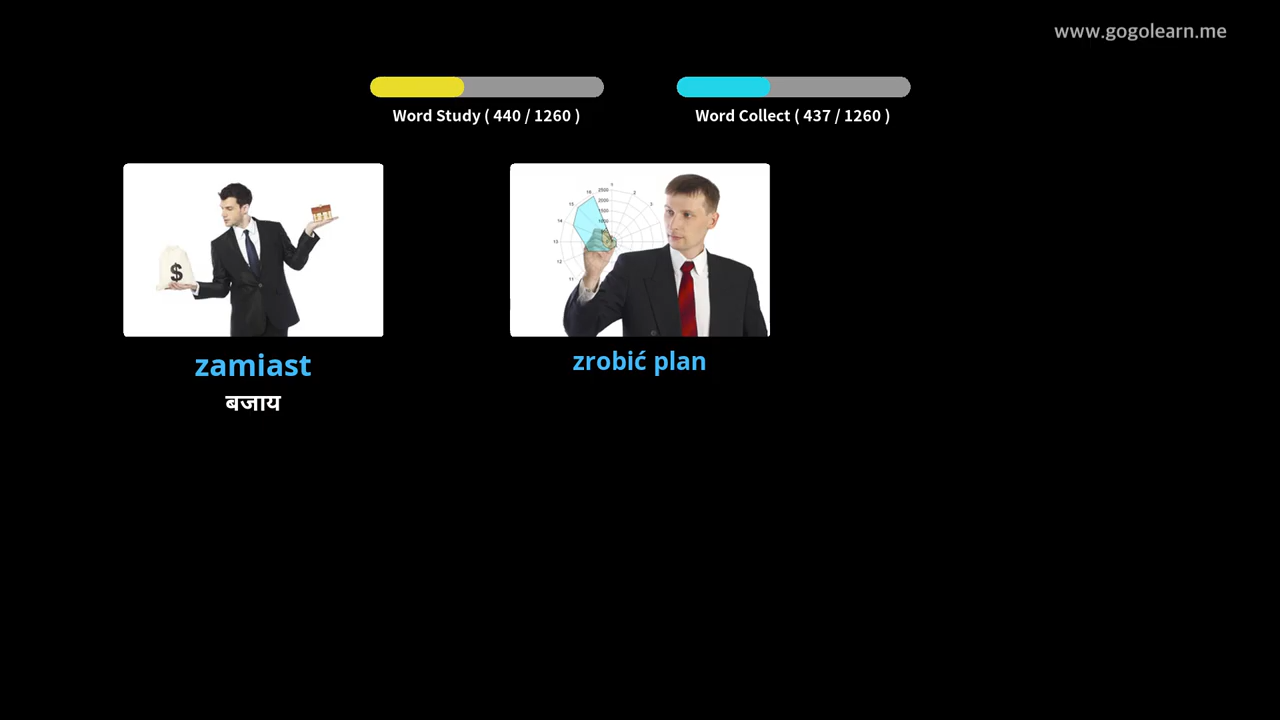 www.gogolearn.me
Word Study ( 440 / 1260 )
Word Collect ( 437 / 1260 )
$
zamiast
zrobić plan
बजाय